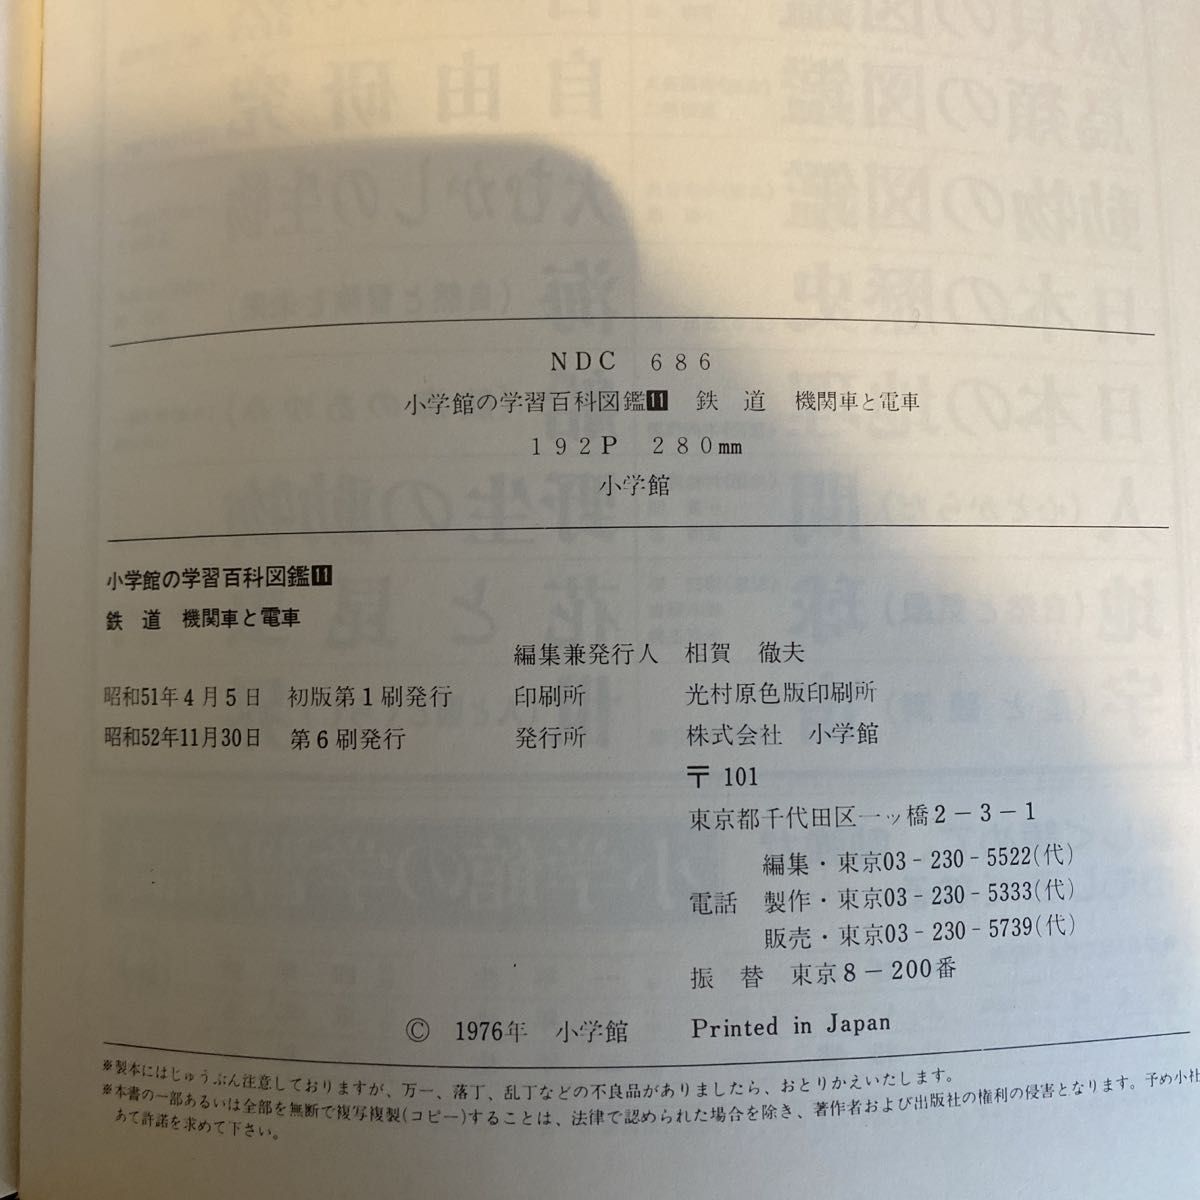 NDC 686
小学館の学習百科図鑑11 鉄 道 機関車と電車
192P 280mm
小学館
小学館の学習百科図鑑11
鉄 道 機関車と電車
編集兼発行人 相賀 徹夫
昭和51年4月5日 初版第1刷発行 印刷所 光村原色版印刷所
昭和52年11月30日 第6刷発行 発行所 株式会社 小学館
〒 101
東京都千代田区一ッ橋2-3-1
編集・東京03-230-5522(代)
電話 製作・東京03-230-5333(代)
販売・東京03-230-5739(代)
振 替 東京8-200番
© 1976年 小学館 Printed in Japan
※製本にはじゅうぶん注意しておりますが、万一、落丁、乱丁などの不良品がありましたら、おとりかえいたします。
※本書の一部あるいは全部を無断で複写複製(コピー)することは、法律で認められた場合を除き、著作者および出版社の権利の侵害となります。予め小社
あて許諾を求めて下さい。